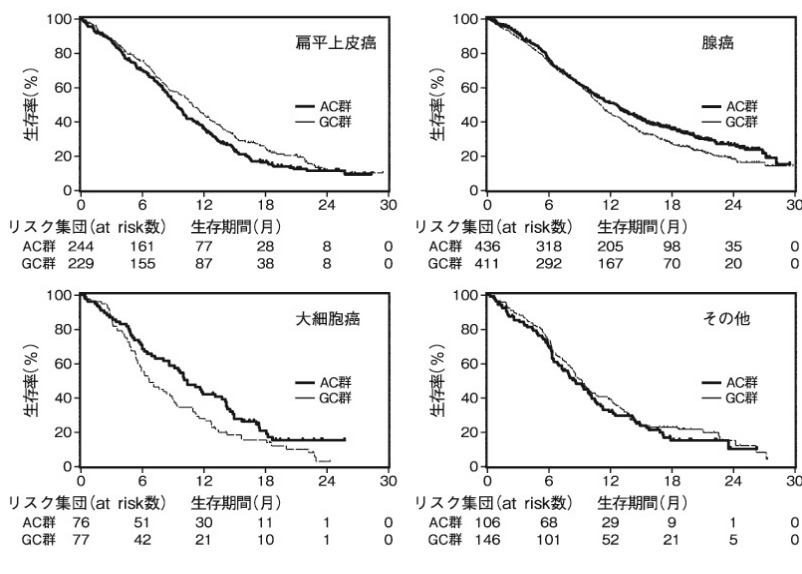 扁平上皮癌
生存率(%)
100
80
60
40
20
0
AC群
GC群
0 6 12 18 24 30
リスク集団(at risk数) 生存期間(月)
AC群 244 161 77 28 8 0
GC群 229 155 87 38 8 0
腺癌
生存率(%)
100
80
60
40
20
0
AC群
GC群
0 6 12 18 24 30
リスク集団(at risk数) 生存期間(月)
AC群 436 318 205 98 35 0
GC群 411 292 167 70 20 0
大細胞癌
生存率(%)
100
80
60
40
20
0
AC群
GC群
0 6 12 18 24 30
リスク集団(at risk数) 生存期間(月)
AC群 76 51 30 11 1 0
GC群 77 42 21 10 1 0
その他
生存率(%)
100
80
60
40
20
0
AC群
GC群
0 6 12 18 24 30
リスク集団(at risk数) 生存期間(月)
AC群 106 68 29 9 1 0
GC群 146 101 52 21 5 0